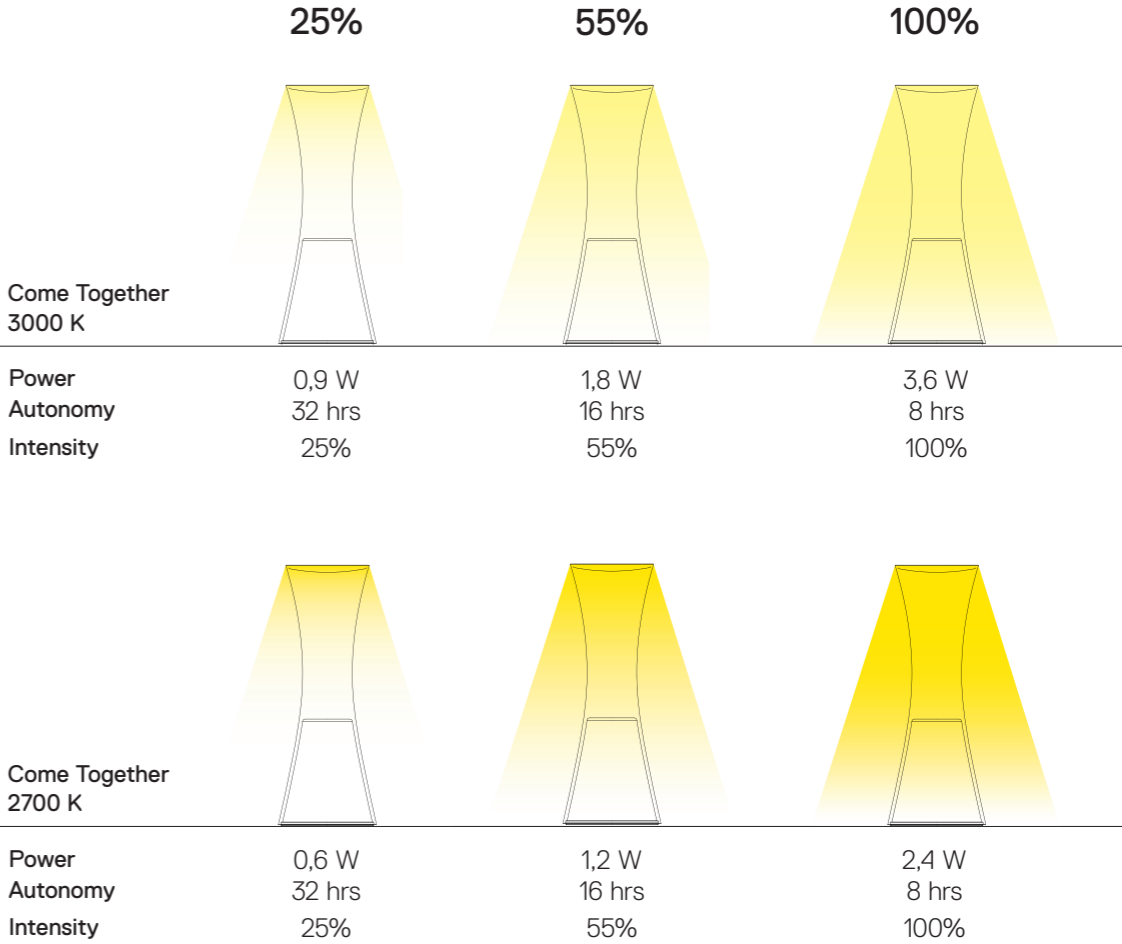 25% 55% 100%
Come Together
3000 K
Power 0,9 W 1,8 W 3,6 W
Autonomy 32 hrs 16 hrs 8 hrs
Intensity 25% 55% 100%
Come Together
2700 K
Power 0,6 W 1,2 W 2,4 W
Autonomy 32 hrs 16 hrs 8 hrs
Intensity 25% 55% 100%